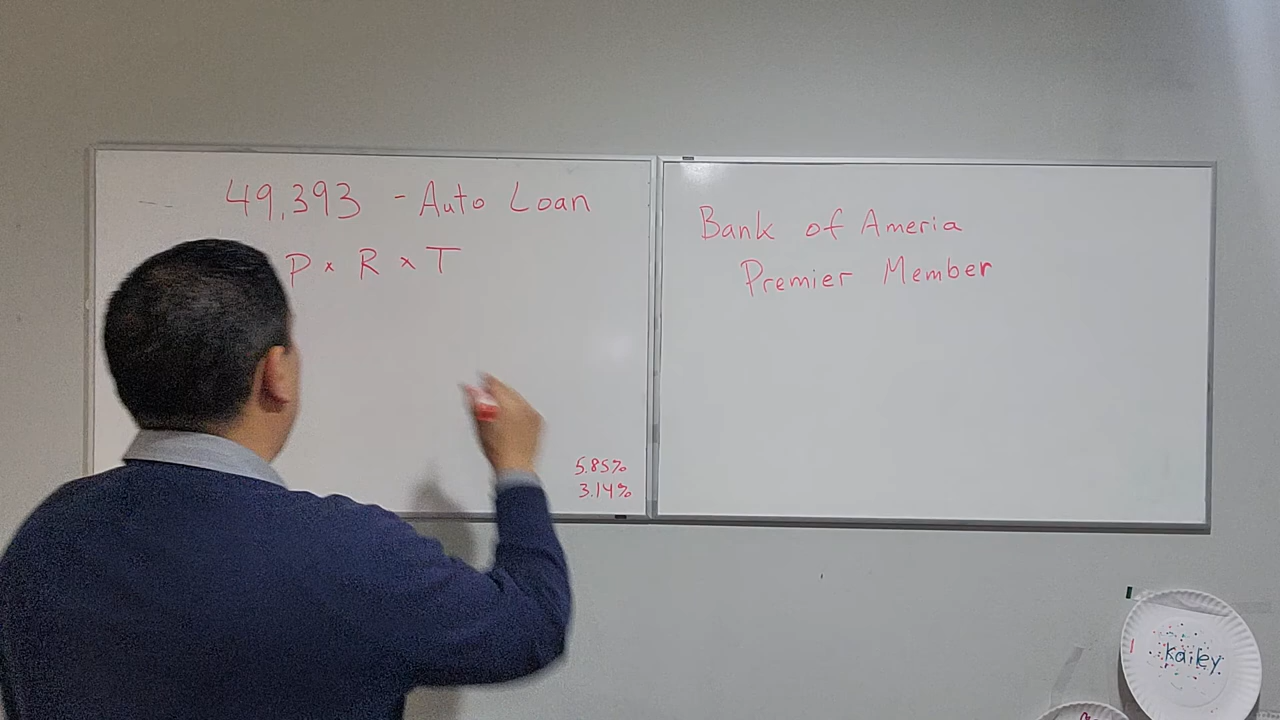 49,393 - Auto Loan
P × R × T
5.85%
3.14%
Bank of Ameria
Premier Member
Kailey